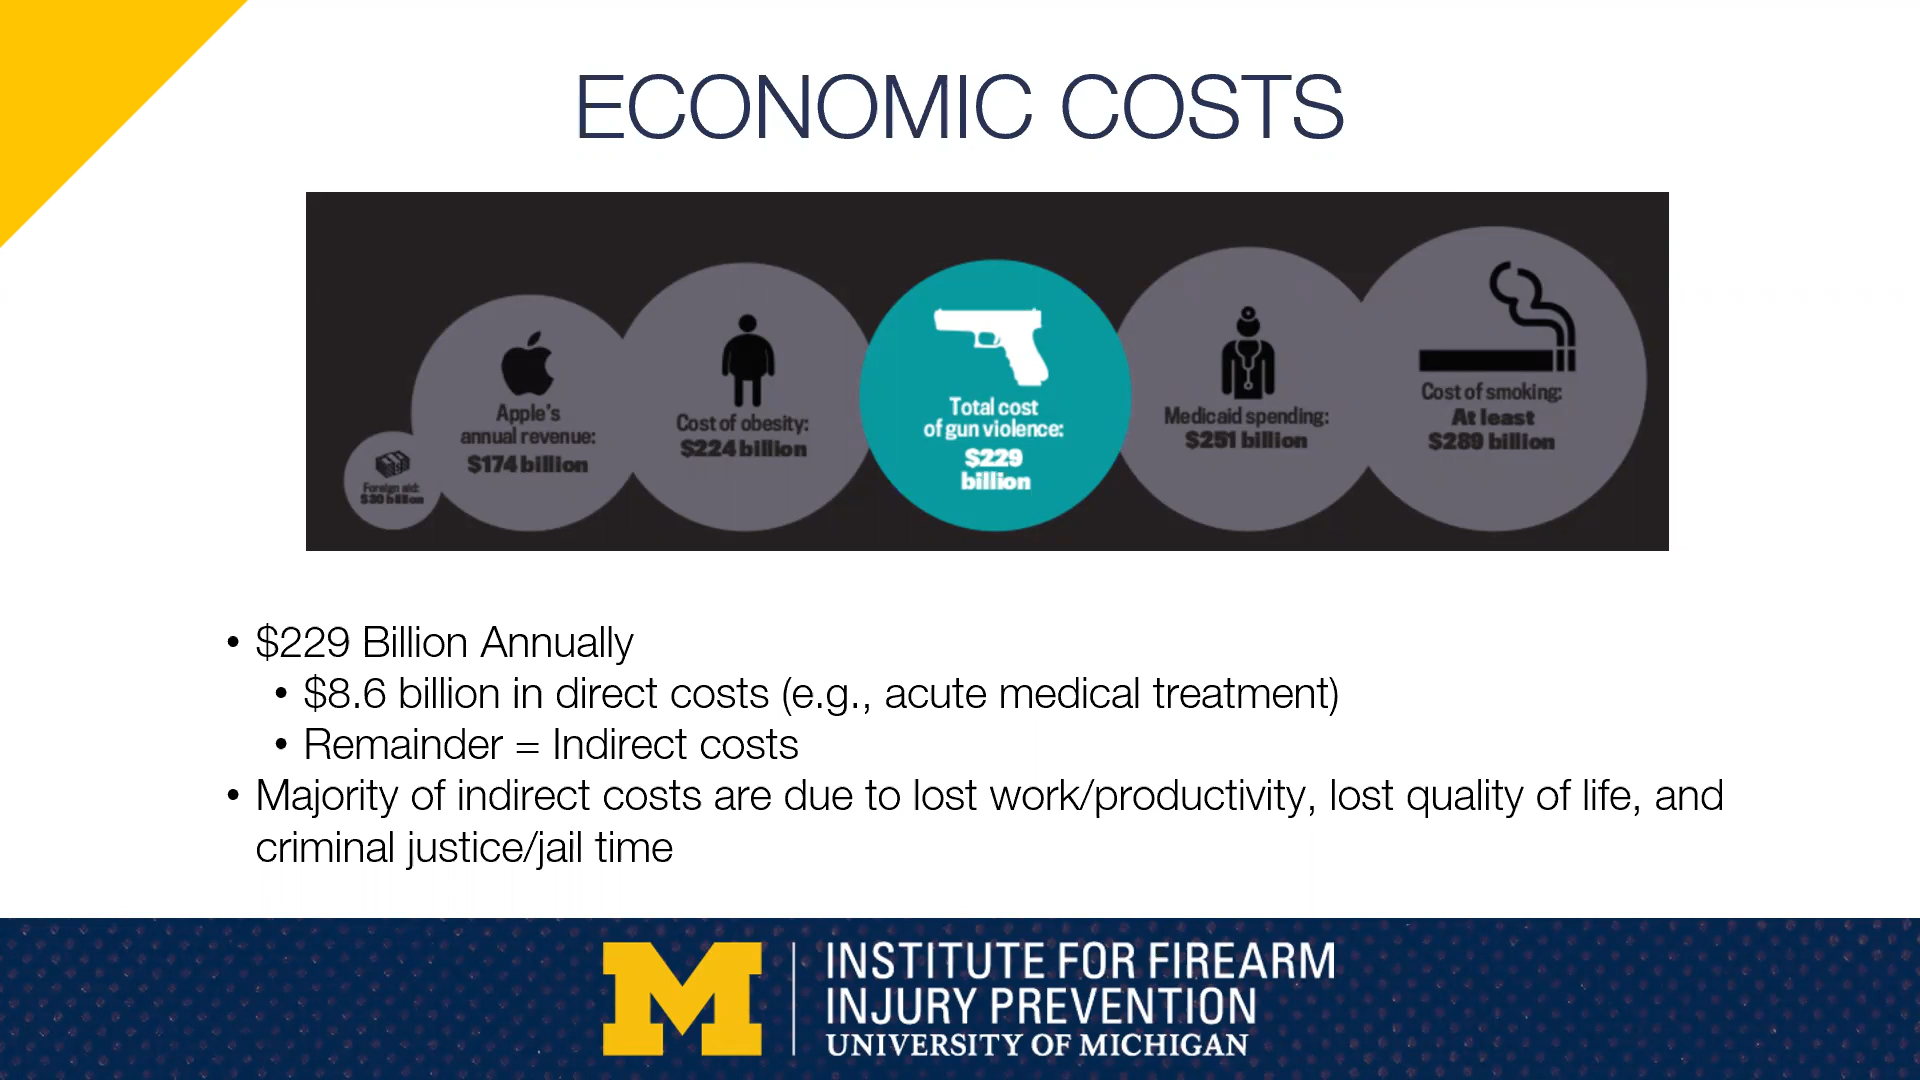 ECONOMIC COSTS
Foreign aid:
$30 billion
Apple's
annual revenue:
$174 billion
Cost of obesity:
$224 billion
Total cost
of gun violence:
$229
billion
Medicaid spending:
$251 billion
Cost of smoking:
At least
$289 billion
• $229 Billion Annually
• $8.6 billion in direct costs (e.g., acute medical treatment)
• Remainder = Indirect costs
• Majority of indirect costs are due to lost work/productivity, lost quality of life, and
criminal justice/jail time
M
INSTITUTE FOR FIREARM
INJURY PREVENTION
UNIVERSITY OF MICHIGAN